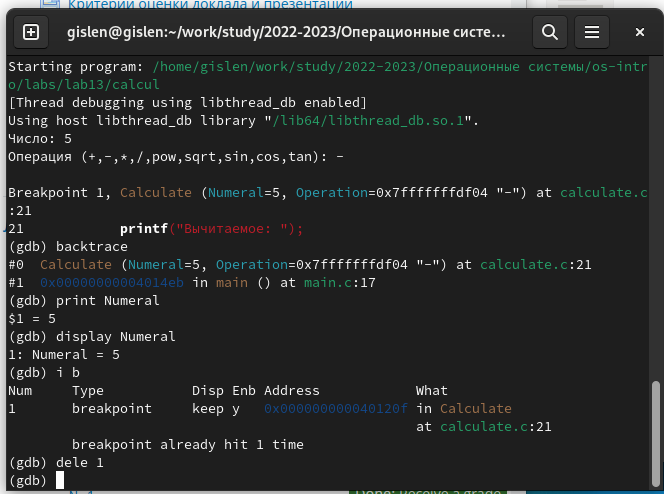 Критерии оценки доклада и презентации
gislen@gislen:~/work/study/2022-2023/Операционные систе...
Starting program: /home/gislen/work/study/2022-2023/Операционные системы/os-intr
o/labs/lab13/calcul
[Thread debugging using libthread_db enabled]
Using host libthread_db library "/lib64/libthread_db.so.1".
Число: 5
Операция (+,-,*,/,pow,sqrt,sin,cos,tan): -
Breakpoint 1, Calculate (Numeral=5, Operation=0x7fffffffdf04 "-") at calculate.c
:21
21 printf("Вычитаемое: ");
(gdb) backtrace
#0 Calculate (Numeral=5, Operation=0x7fffffffdf04 "-") at calculate.c:21
#1 0x00000000004014eb in main () at main.c:17
(gdb) print Numeral
$1 = 5
(gdb) display Numeral
1: Numeral = 5
(gdb) i b
Num Type Disp Enb Address What
1 breakpoint keep y 0x000000000040120f in Calculate
at calculate.c:21
breakpoint already hit 1 time
(gdb) dele 1
(gdb)